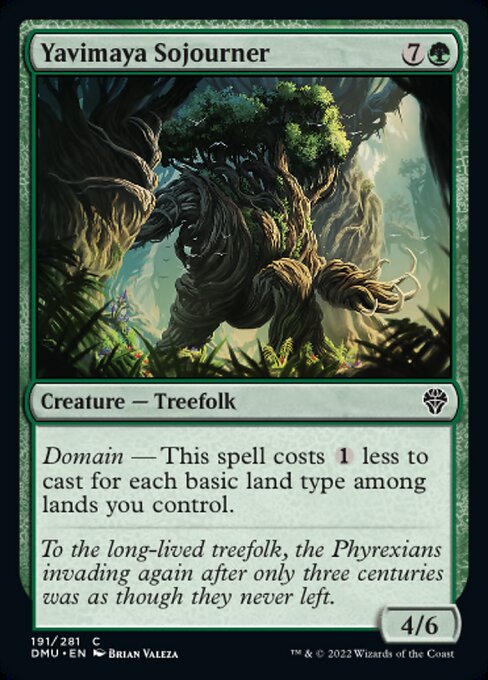 Yavimaya Sojourner 7
Creature — Treefolk
Domain — This spell costs 1 less to
cast for each basic land type among
lands you control.
To the long-lived treefolk, the Phyrexians
invading again after only three centuries
was as though they never left.
4/6
191/281 C
DMU • EN Brian Valeza
™ & © 2022 Wizards of the Coast